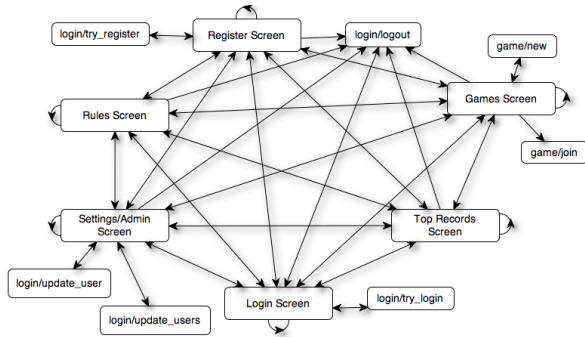 login/try_register
Register Screen
login/logout
game/new
Rules Screen
Games Screen
game/join
Settings/Admin
Screen
Top Records
Screen
login/update_user
Login Screen
login/try_login
login/update_users